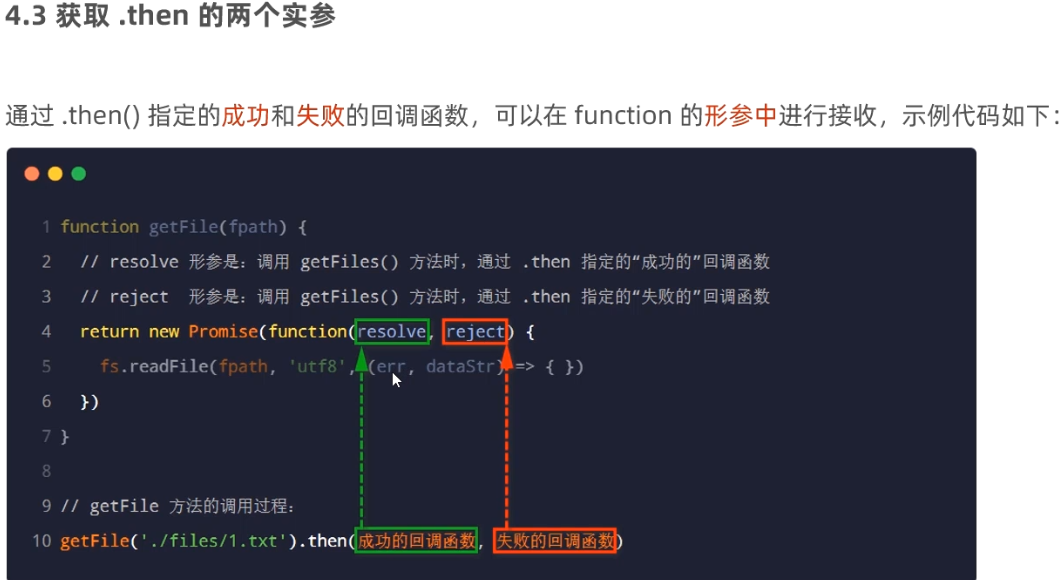 4.3 获取 .then 的两个实参
通过 .then() 指定的成功和失败的回调函数，可以在 function 的形参中进行接收，示例代码如下：
1 function getFile(fpath) {
2 // resolve 形参是：调用 getFiles() 方法时，通过 .then 指定的“成功的”回调函数
3 // reject 形参是：调用 getFiles() 方法时，通过 .then 指定的“失败的”回调函数
4 return new Promise(function(resolve, reject) {
5 fs.readFile(fpath, 'utf8', (err, dataStr) => { })
6 })
7 }
8
9 // getFile 方法的调用过程：
10 getFile('./files/1.txt').then(成功的回调函数, 失败的回调函数)